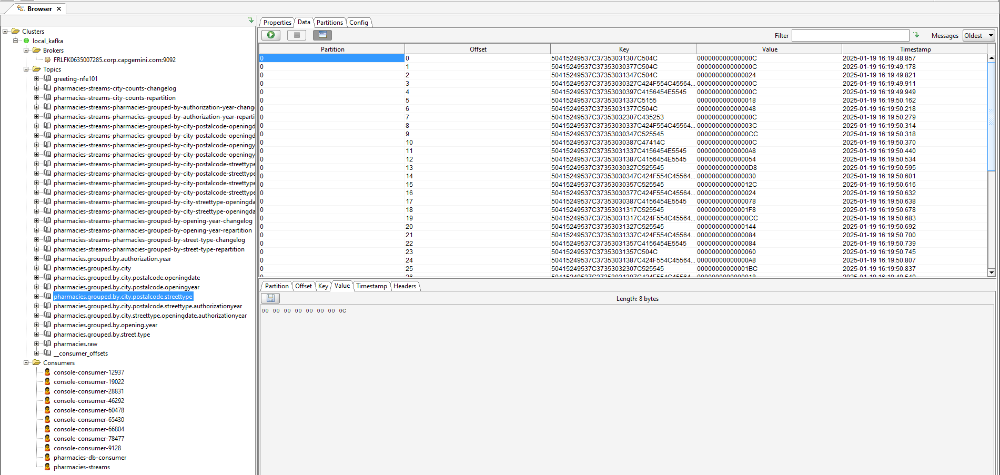 Browser
Clusters
local_kafka
Brokers
FRLFK0635007285.corp.capgemini.com:9092
Topics
greeting-nfe101
pharmacies-streams-city-counts-changelog
pharmacies-streams-city-counts-repartition
pharmacies-streams-pharmacies-grouped-by-authorization-year-change
pharmacies-streams-pharmacies-grouped-by-authorization-year-reparti
pharmacies-streams-pharmacies-grouped-by-city-postalcode-openingd
pharmacies-streams-pharmacies-grouped-by-city-postalcode-openingd
pharmacies-streams-pharmacies-grouped-by-city-postalcode-openingy
pharmacies-streams-pharmacies-grouped-by-city-postalcode-openingy
pharmacies-streams-pharmacies-grouped-by-city-postalcode-streettype
pharmacies-streams-pharmacies-grouped-by-city-postalcode-streettype
pharmacies-streams-pharmacies-grouped-by-city-postalcode-streettype
pharmacies-streams-pharmacies-grouped-by-city-postalcode-streettype
pharmacies-streams-pharmacies-grouped-by-city-streettype-openingda
pharmacies-streams-pharmacies-grouped-by-city-streettype-openingda
pharmacies-streams-pharmacies-grouped-by-opening-year-changelog
pharmacies-streams-pharmacies-grouped-by-opening-year-repartition
pharmacies-streams-pharmacies-grouped-by-street-type-changelog
pharmacies-streams-pharmacies-grouped-by-street-type-repartition
pharmacies.grouped.by.authorization.year
pharmacies.grouped.by.city
pharmacies.grouped.by.city.postalcode.openingdate
pharmacies.grouped.by.city.postalcode.openingyear
pharmacies.grouped.by.city.postalcode.streettype
pharmacies.grouped.by.city.postalcode.streettype.authorizationyear
pharmacies.grouped.by.city.streettype.openingdate.authorizationyear
pharmacies.grouped.by.opening.year
pharmacies.grouped.by.street.type
pharmacies.raw
__consumer_offsets
Consumers
console-consumer-12937
console-consumer-19022
console-consumer-28831
console-consumer-46292
console-consumer-60478
console-consumer-65430
console-consumer-66804
console-consumer-78477
console-consumer-9128
pharmacies-db-consumer
pharmacies-streams
Properties Data Partitions Config
Filter Messages Oldest
Partition Offset Key Value Timestamp
0 0 50415249537C37353031307C504C 000000000000000C 2025-01-19 16:19:48.857
0 1 50415249537C37353030377C504C 000000000000000C 2025-01-19 16:19:49.178
0 2 50415249537C37353031347C504C 0000000000000024 2025-01-19 16:19:49.821
0 3 50415249537C37353030327C424F554C45564... 000000000000000C 2025-01-19 16:19:49.911
0 4 50415249537C37353030397C4156454E5545 000000000000000C 2025-01-19 16:19:49.949
0 5 50415249537C37353031337C5155 0000000000000018 2025-01-19 16:19:50.162
0 6 50415249537C37353031377C504C 0000000000000048 2025-01-19 16:19:50.218
0 7 50415249537C37353032307C435253 000000000000000C 2025-01-19 16:19:50.279
0 8 50415249537C37353030337C424F554C45564... 000000000000003C 2025-01-19 16:19:50.314
0 9 50415249537C37353030347C525545 00000000000000CC 2025-01-19 16:19:50.318
0 10 50415249537C37353030387C47414C 000000000000000C 2025-01-19 16:19:50.370
0 11 50415249537C37353031337C4156454E5545 00000000000000A8 2025-01-19 16:19:50.440
0 12 50415249537C37353031387C4156454E5545 0000000000000054 2025-01-19 16:19:50.534
0 13 50415249537C37353030327C525545 00000000000000D8 2025-01-19 16:19:50.595
0 14 50415249537C37353030347C424F554C45564... 0000000000000030 2025-01-19 16:19:50.601
0 15 50415249537C37353030357C525545 000000000000012C 2025-01-19 16:19:50.616
0 16 50415249537C37353030377C424F554C45564... 0000000000000024 2025-01-19 16:19:50.632
0 17 50415249537C37353030387C4156454E5545 0000000000000078 2025-01-19 16:19:50.638
0 18 50415249537C37353031317C525545 00000000000001F8 2025-01-19 16:19:50.678
0 19 50415249537C37353031317C424F554C45564... 00000000000000CC 2025-01-19 16:19:50.683
0 20 50415249537C37353031327C525545 0000000000000144 2025-01-19 16:19:50.692
0 21 50415249537C37353031337C424F554C45564... 0000000000000084 2025-01-19 16:19:50.700
0 22 50415249537C37353031357C4156454E5545 0000000000000084 2025-01-19 16:19:50.739
0 23 50415249537C37353031357C504C 0000000000000060 2025-01-19 16:19:50.745
0 24 50415249537C37353031387C424F554C45564... 00000000000000A8 2025-01-19 16:19:50.807
0 25 50415249537C37353032307C525545 00000000000001BC 2025-01-19 16:19:50.837
Partition Offset Key Value Timestamp Headers
Length: 8 bytes
00 00 00 00 00 00 00 0C